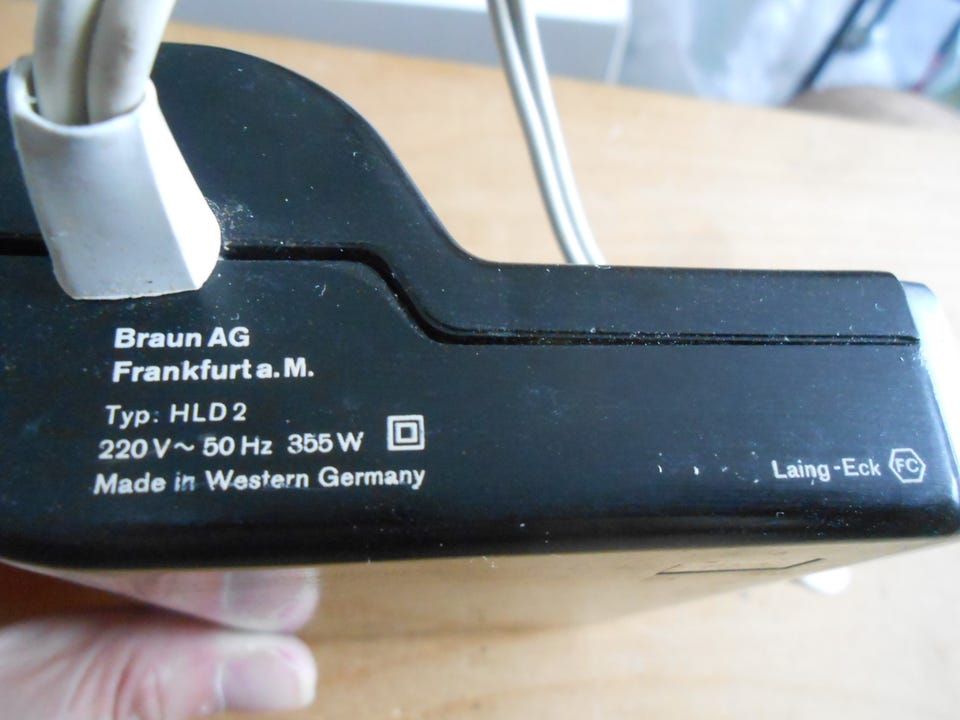 Braun AG
Frankfurt a. M.
Typ: HLD 2
220 V~ 50 Hz 355 W
Made in Western Germany
Laing-Eck FC